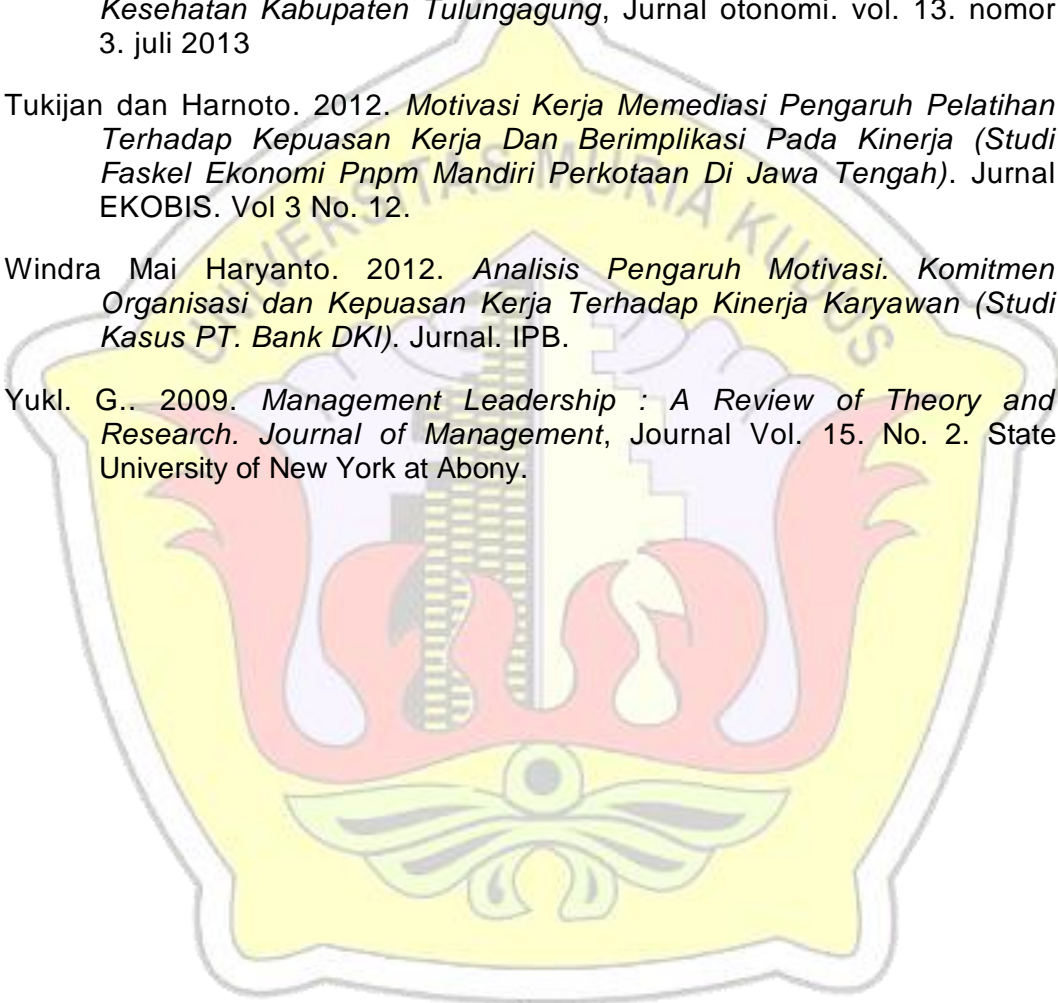 Kesehatan Kabupaten Tulungagung, Jurnal otonomi. vol. 13. nomor
3. juli 2013
Tukijan dan Harnoto. 2012. Motivasi Kerja Memediasi Pengaruh Pelatihan
Terhadap Kepuasan Kerja Dan Berimplikasi Pada Kinerja (Studi
Faskel Ekonomi Pnpm Mandiri Perkotaan Di Jawa Tengah). Jurnal
EKOBIS. Vol 3 No. 12.
Windra Mai Haryanto. 2012. Analisis Pengaruh Motivasi. Komitmen
Organisasi dan Kepuasan Kerja Terhadap Kinerja Karyawan (Studi
Kasus PT. Bank DKI). Jurnal. IPB.
Yukl. G.. 2009. Management Leadership : A Review of Theory and
Research. Journal of Management, Journal Vol. 15. No. 2. State
University of New York at Abony.
UNIVERSITAS MURIA KUDUS